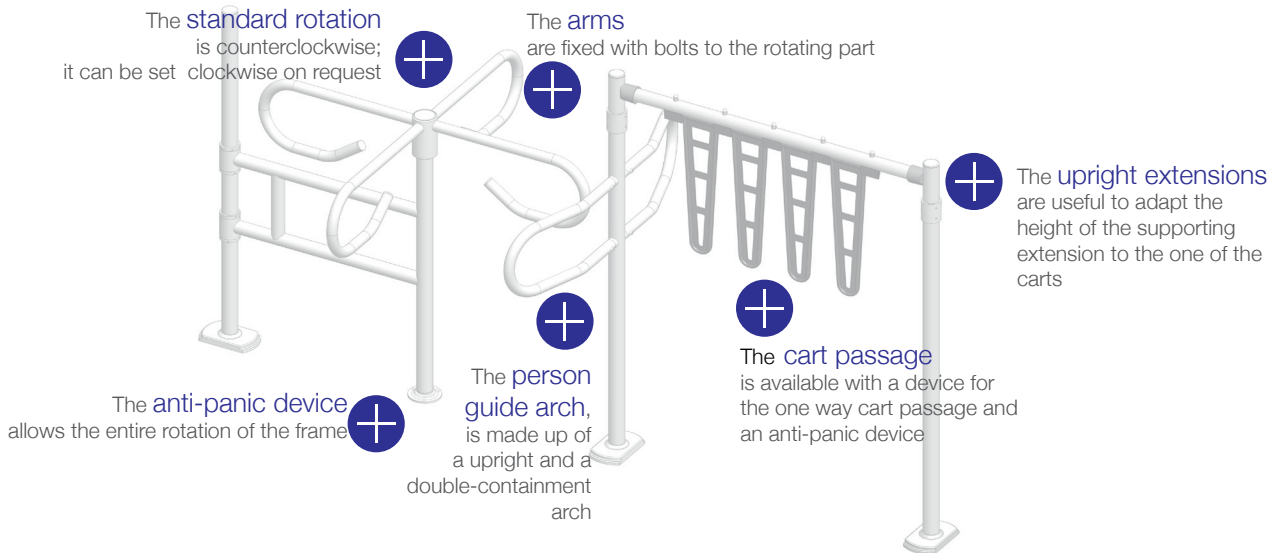 The standard rotation
is counterclockwise;
it can be set clockwise on request
The arms
are fixed with bolts to the rotating part
The upright extensions
are useful to adapt the
height of the supporting
extension to the one of the
carts
The cart passage
is available with a device for
the one way cart passage and
an anti-panic device
The person
guide arch,
is made up of
a upright and a
double-containment
arch
The anti-panic device
allows the entire rotation of the frame